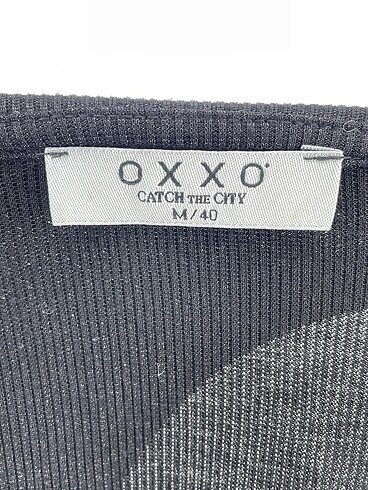 OXXO
CATCH THE CITY
M/40